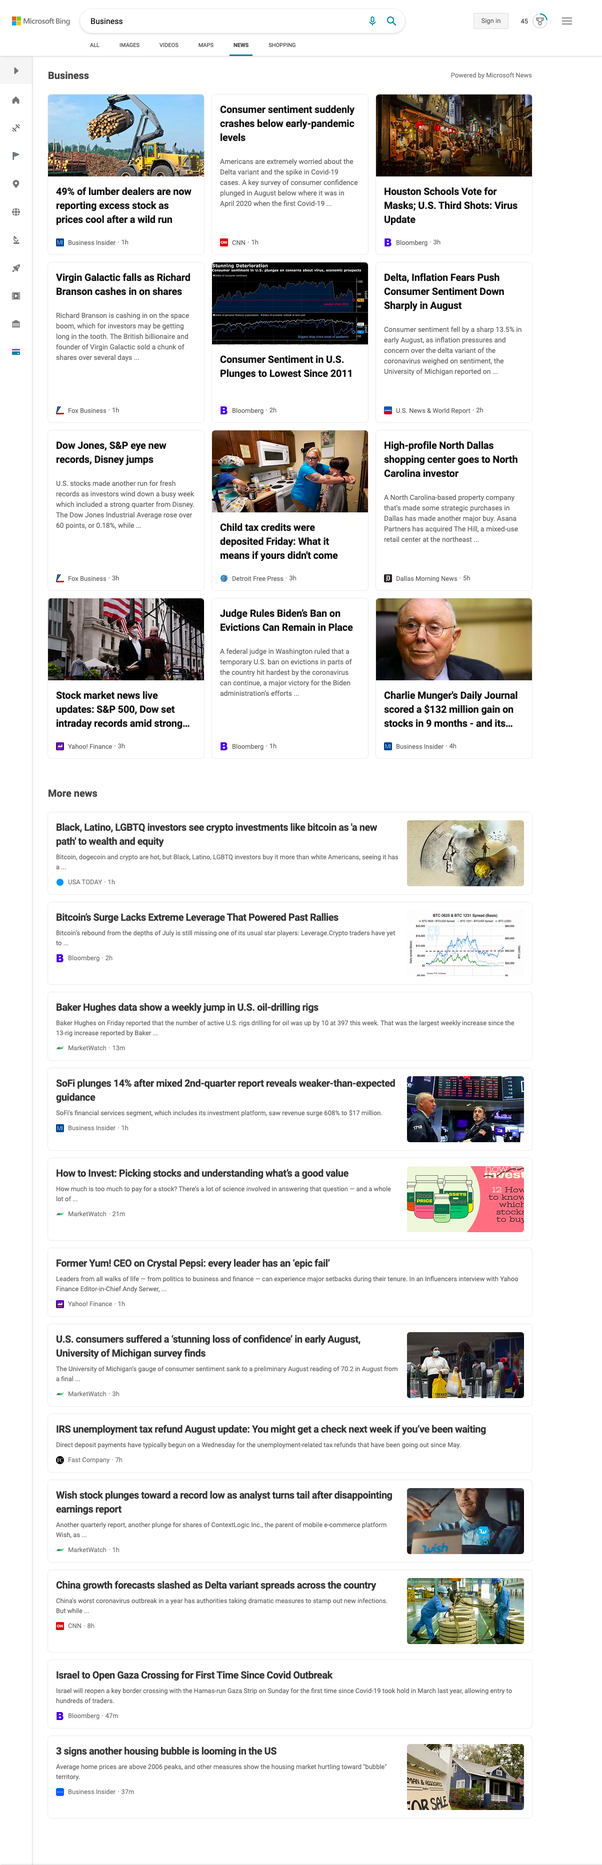 Microsoft Bing
Business
Sign in
45
ALL
IMAGES
VIDEOS
MAPS
NEWS
SHOPPING
Business
Powered by Microsoft News
49% of lumber dealers are now
reporting excess stock as
prices cool after a wild run
Business Insider · 1h
Consumer sentiment suddenly
crashes below early-pandemic
levels
Americans are extremely worried about the
Delta variant and the spike in Covid-19
cases. A key survey of consumer confidence
plunged in August below where it was in
April 2020 when the first Covid-19 ...
CNN · 1h
Houston Schools Vote for
Masks; U.S. Third Shots: Virus
Update
Bloomberg · 3h
Virgin Galactic falls as Richard
Branson cashes in on shares
Richard Branson is cashing in on the space
boom, which for investors may be getting
long in the tooth. The British billionaire and
founder of Virgin Galactic sold a chunk of
shares over several days ...
Fox Business · 1h
Stunning Deterioration
Consumer sentiment in U.S. plunges on concerns about virus, economic prospects
Consumer Sentiment in U.S.
Plunges to Lowest Since 2011
Bloomberg · 2h
Delta, Inflation Fears Push
Consumer Sentiment Down
Sharply in August
Consumer sentiment fell by a sharp 13.5% in
early August, as inflation pressures and
concern over the delta variant of the
coronavirus weighed on sentiment, the
University of Michigan reported on ...
U.S. News & World Report · 2h
Dow Jones, S&P eye new
records, Disney jumps
U.S. stocks made another run for fresh
records as investors wind down a busy week
which included a strong quarter from Disney.
The Dow Jones Industrial Average rose over
60 points, or 0.18%, while ...
Fox Business · 3h
Child tax credits were
deposited Friday: What it
means if yours didn't come
Detroit Free Press · 3h
High-profile North Dallas
shopping center goes to North
Carolina investor
A North Carolina-based property company
that's made some strategic purchases in
Dallas has made another major buy. Asana
Partners has acquired The Hill, a mixed-use
retail center at the northeast ...
Dallas Morning News · 5h
Stock market news live
updates: S&P 500, Dow set
intraday records amid strong...
Yahoo! Finance · 3h
Judge Rules Biden's Ban on
Evictions Can Remain in Place
A federal judge in Washington ruled that a
temporary U.S. ban on evictions in parts of
the country hit hardest by the coronavirus
can continue, a major victory for the Biden
administration's efforts ...
Bloomberg · 1h
Charlie Munger's Daily Journal
scored a $132 million gain on
stocks in 9 months - and its...
Business Insider · 4h
More news
Black, Latino, LGBTQ investors see crypto investments like bitcoin as 'a new
path' to wealth and equity
Bitcoin, dogecoin and crypto are hot, but Black, Latino, LGBTQ investors buy it more than white Americans, seeing it has
a ...
USA TODAY · 1h
Bitcoin's Surge Lacks Extreme Leverage That Powered Past Rallies
Bitcoin's rebound from the depths of July is still missing one of its usual star players: Leverage.Crypto traders have yet
to ...
Bloomberg · 2h
BTC 0625 & BTC 1231 Spread (Basis)
Baker Hughes data show a weekly jump in U.S. oil-drilling rigs
Baker Hughes on Friday reported that the number of active U.S. rigs drilling for oil was up by 10 at 397 this week. That was the largest weekly increase since the
13-rig increase reported by Baker ...
MarketWatch · 13m
SoFi plunges 14% after mixed 2nd-quarter report reveals weaker-than-expected
guidance
SoFi's financial services segment, which includes its investment platform, saw revenue surge 608% to $17 million.
Business Insider · 1h
How to Invest: Picking stocks and understanding what's a good value
How much is too much to pay for a stock? There's a lot of science involved in answering that question — and a whole
lot of ...
MarketWatch · 21m
PRICE
ASSETS
12 How
to know
which
stocks
to buy
Former Yum! CEO on Crystal Pepsi: every leader has an 'epic fail'
Leaders from all walks of life — from politics to business and finance — can experience major setbacks during their tenure. In an Influencers interview with Yahoo
Finance Editor-in-Chief Andy Serwer, ...
Yahoo! Finance · 1h
U.S. consumers suffered a 'stunning loss of confidence' in early August,
University of Michigan survey finds
The University of Michigan's gauge of consumer sentiment sank to a preliminary August reading of 70.2 in August from
a final ...
MarketWatch · 3h
IRS unemployment tax refund August update: You might get a check next week if you've been waiting
Direct deposit payments have typically begun on a Wednesday for the unemployment-related tax refunds that have been going out since May.
Fast Company · 7h
Wish stock plunges toward a record low as analyst turns tail after disappointing
earnings report
Another quarterly report, another plunge for shares of ContextLogic Inc., the parent of mobile e-commerce platform
Wish, as ...
MarketWatch · 1h
wish
China growth forecasts slashed as Delta variant spreads across the country
China's worst coronavirus outbreak in a year has authorities taking dramatic measures to stamp out new infections.
But while ...
CNN · 8h
Israel to Open Gaza Crossing for First Time Since Covid Outbreak
Israel will reopen a key border crossing with the Hamas-run Gaza Strip on Sunday for the first time since Covid-19 took hold in March last year, allowing entry to
hundreds of traders.
Bloomberg · 47m
3 signs another housing bubble is looming in the US
Average home prices are above 2006 peaks, and other measures show the housing market hurtling toward "bubble"
territory.
Business Insider · 37m
FOR SALE